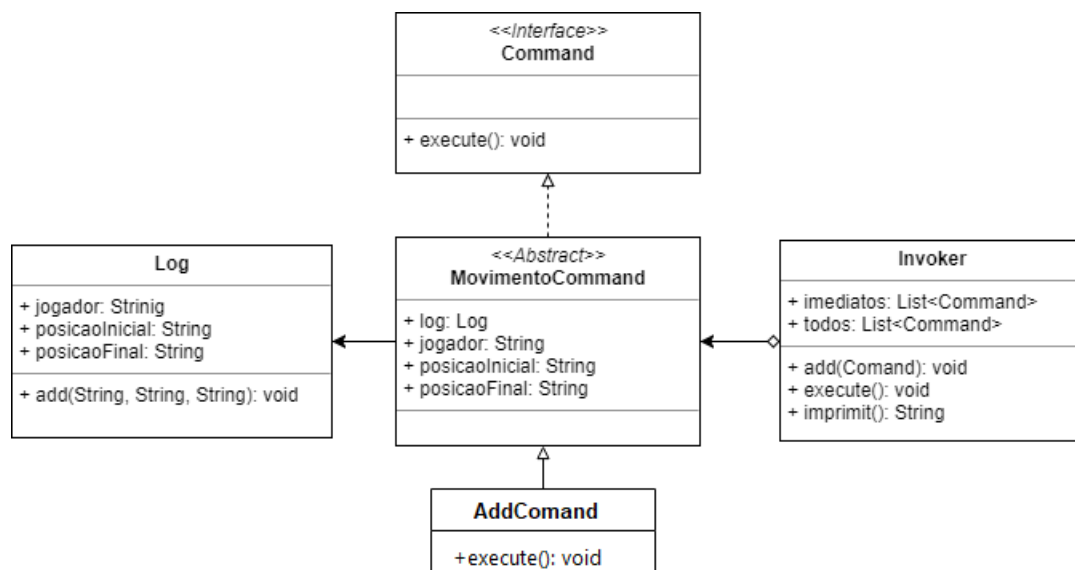 <<Interface>>
Command
+ execute(): void
Log
+ jogador: Strinig
+ posicaoInicial: String
+ posicaoFinal: String
+ add(String, String, String): void
<<Abstract>>
MovimentoCommand
+ log: Log
+ jogador: String
+ posicaoInicial: String
+ posicaoFinal: String
Invoker
+ imediatos: List<Command>
+ todos: List<Command>
+ add(Comand): void
+ execute(): void
+ imprimit(): String
AddComand
+execute(): void